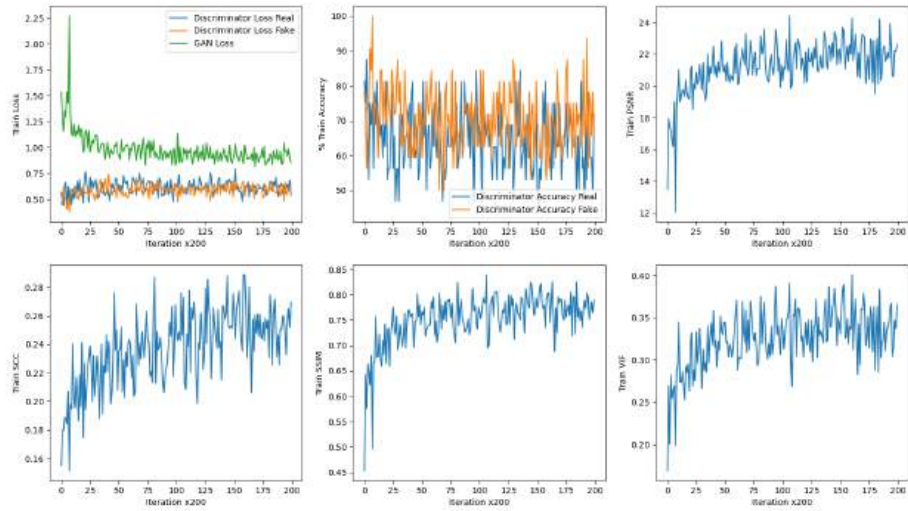 Discriminator Loss Real
Discriminator Loss Fake
GAN Loss
Train Loss
2.25
2.00
1.75
1.50
1.25
1.00
0.75
0.50
0 25 50 75 100 125 150 175 200
Iteration x200
% Train Accuracy
100
90
80
70
60
50
Discriminator Accuracy Real
Discriminator Accuracy Fake
0 25 50 75 100 125 150 175 200
Iteration x200
Train PSNR
24
22
20
18
16
14
12
0 25 50 75 100 125 150 175 200
Iteration x200
Train SCC
0.28
0.26
0.24
0.22
0.20
0.18
0.16
0 25 50 75 100 125 150 175 200
Iteration x200
Train SSIM
0.85
0.80
0.75
0.70
0.65
0.60
0.55
0.50
0.45
0 25 50 75 100 125 150 175 200
Iteration x200
Train VIF
0.40
0.35
0.30
0.25
0.20
0 25 50 75 100 125 150 175 200
Iteration x200